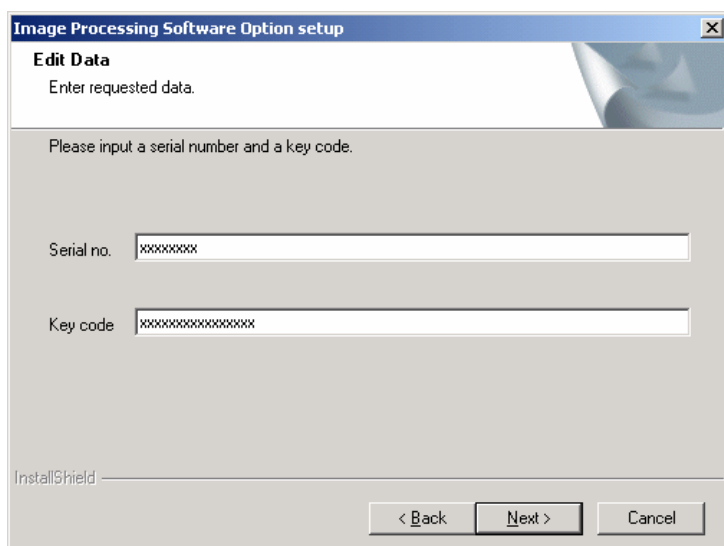 Image Processing Software Option setup
Edit Data
Enter requested data.
Please input a serial number and a key code.
Serial no. xxxxxxxx
Key code xxxxxxxxxxxxxxxx
InstallShield
< Back Next > Cancel